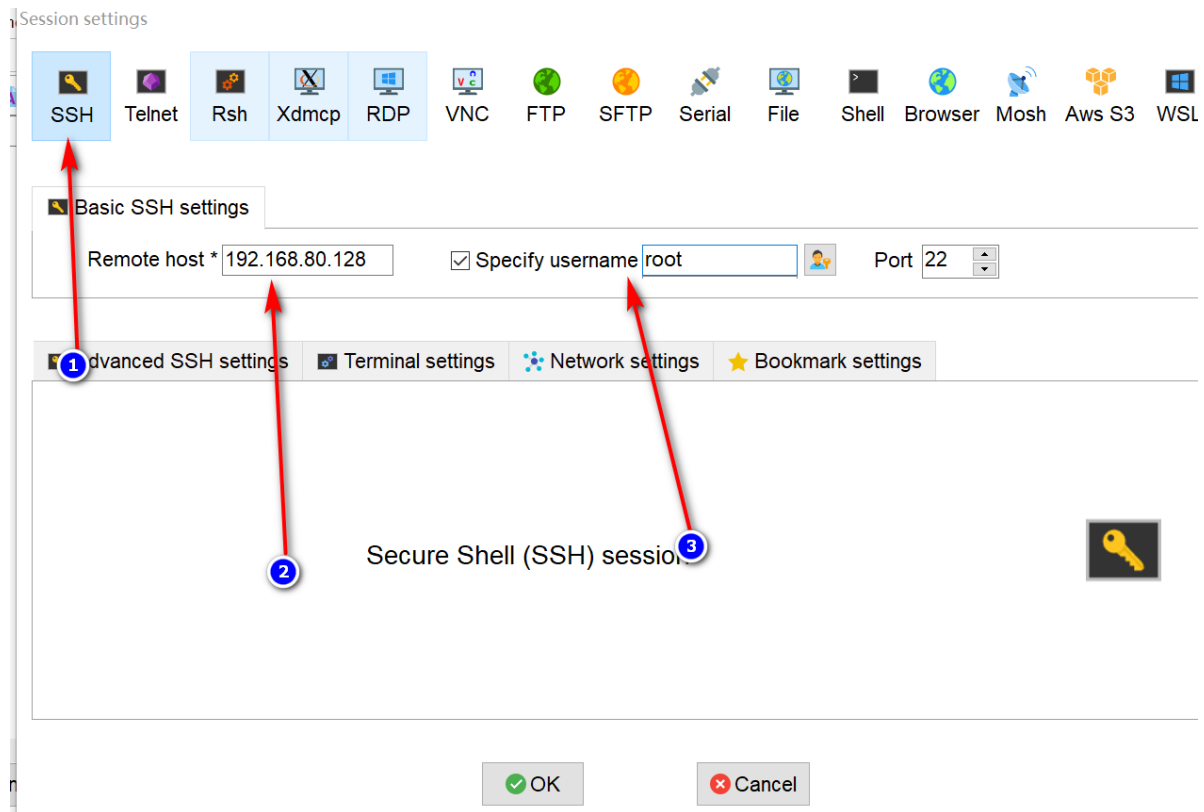 Session settings
SSH Telnet Rsh Xdmcp RDP VNC FTP SFTP Serial File Shell Browser Mosh Aws S3 WSL
Basic SSH settings
Remote host * 192.168.80.128 Specify username root Port 22
Advanced SSH settings Terminal settings Network settings Bookmark settings
1
2
3
Secure Shell (SSH) session
OK Cancel